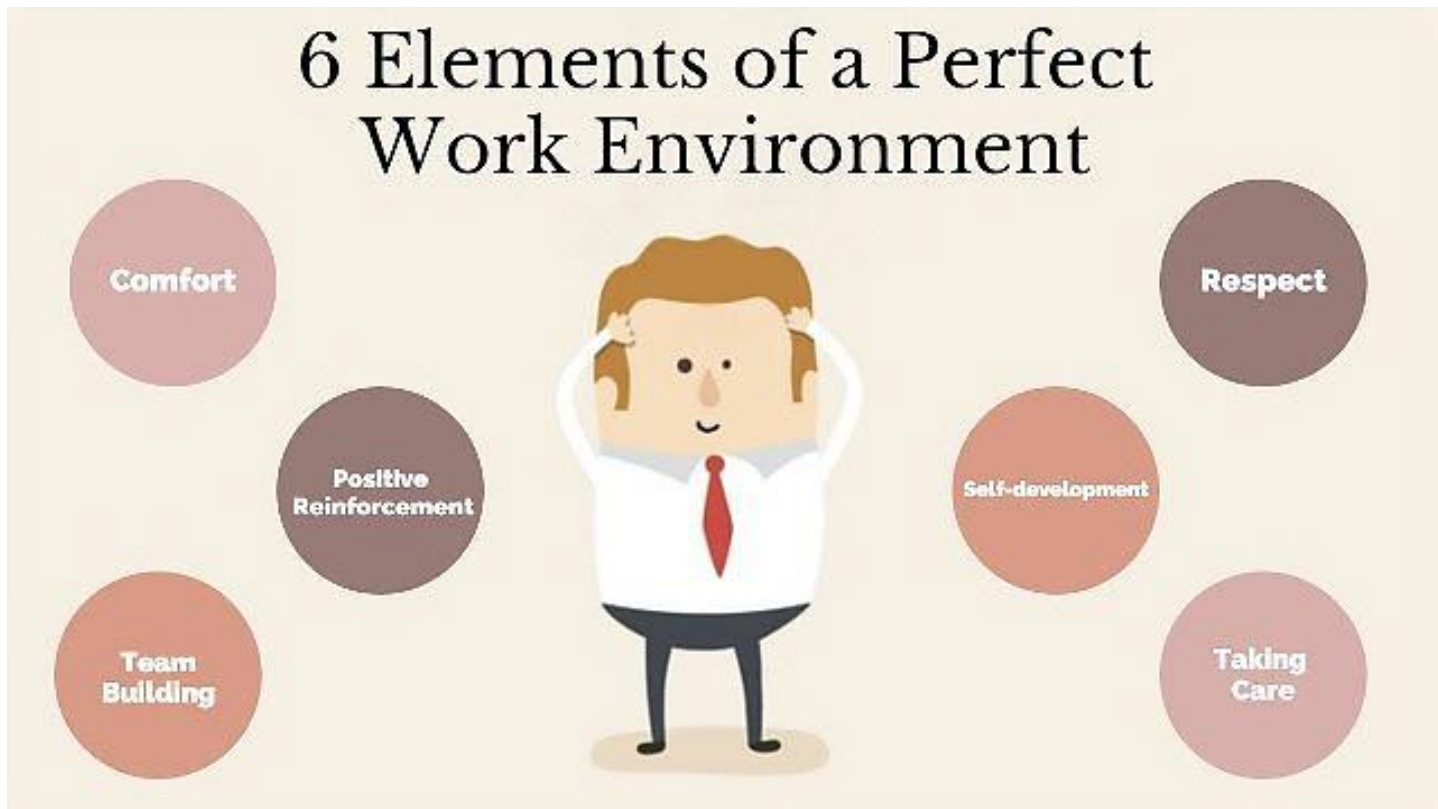 6 Elements of a Perfect
Work Environment
Comfort
Positive
Reinforcement
Team
Building
Respect
Self-development
Taking
Care